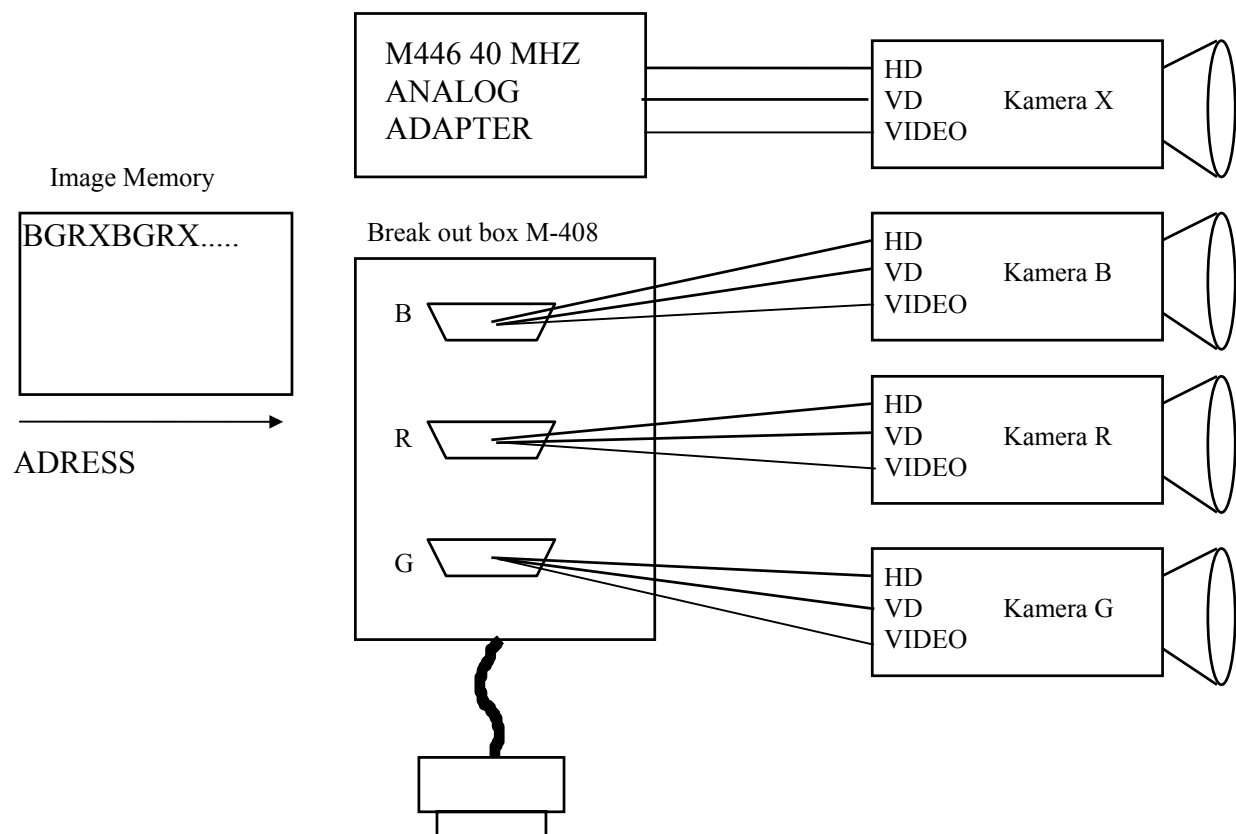 M446 40 MHZ
ANALOG
ADAPTER
HD
VD
VIDEO
Kamera X
Image Memory
BGRXBGRX.....
ADRESS
Break out box M-408
B
R
G
HD
VD
VIDEO
Kamera B
HD
VD
VIDEO
Kamera R
HD
VD
VIDEO
Kamera G